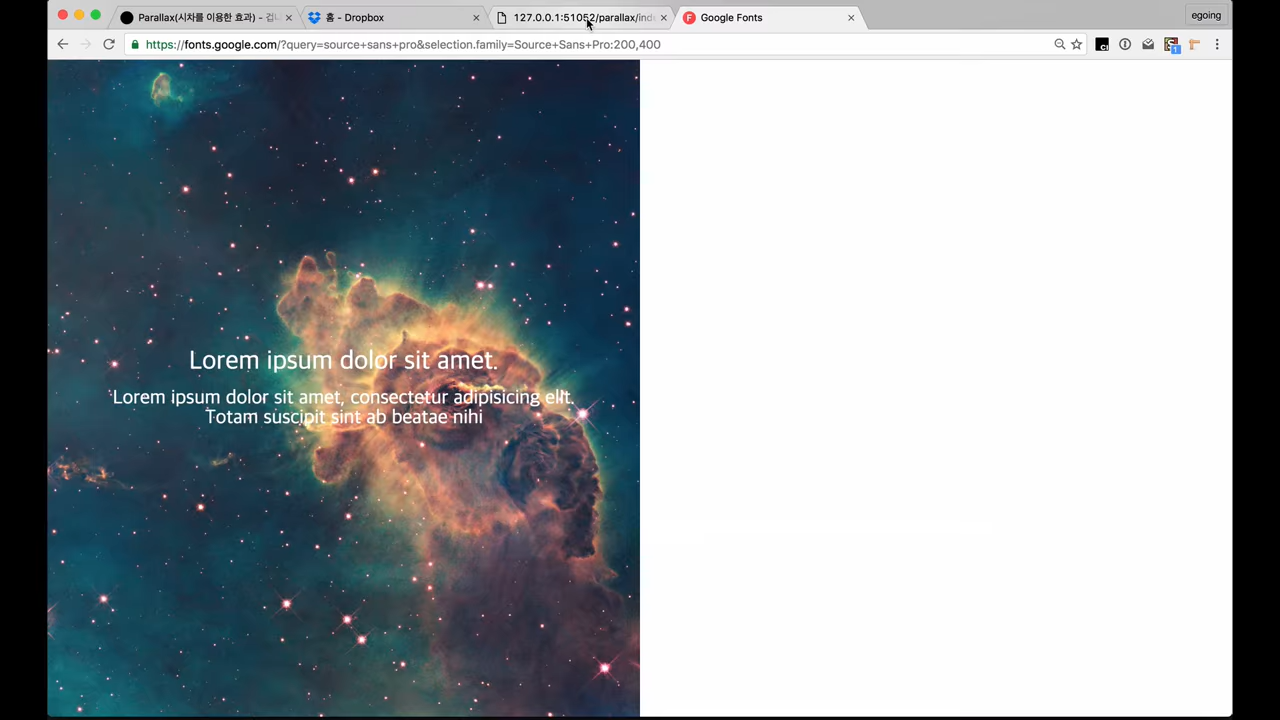 Parallax(시차를 이용한 효과) - 겁니
홈 - Dropbox
127.0.0.1:51052/parallax/ind
Google Fonts
egoing
https://fonts.google.com/?query=source+sans+pro&selection.family=Source+Sans+Pro:200,400
Lorem ipsum dolor sit amet.
Lorem ipsum dolor sit amet, consectetur adipisicing elit.
Totam suscipit sint ab beatae nihi